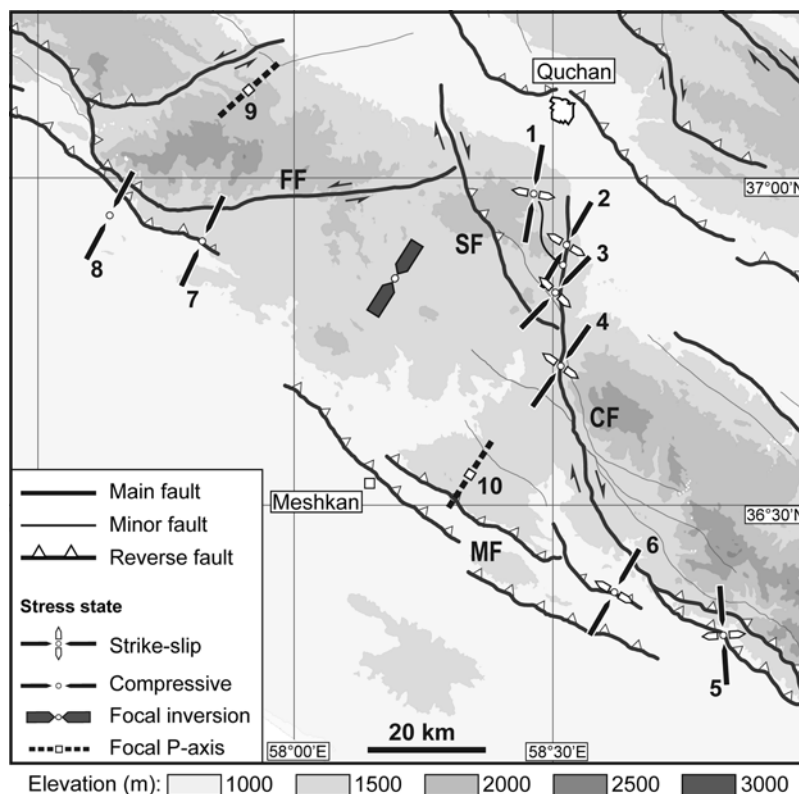 Quchan
1
9
2
37°00'N
FF
SF
3
8
7
4
CF
Meshkan
10
36°30'N
MF
6
5
Main fault
Minor fault
Reverse fault
Stress state
Strike-slip
Compressive
Focal inversion
Focal P-axis
20 km
58°00'E
58°30'E
Elevation (m): 1000 1500 2000 2500 3000